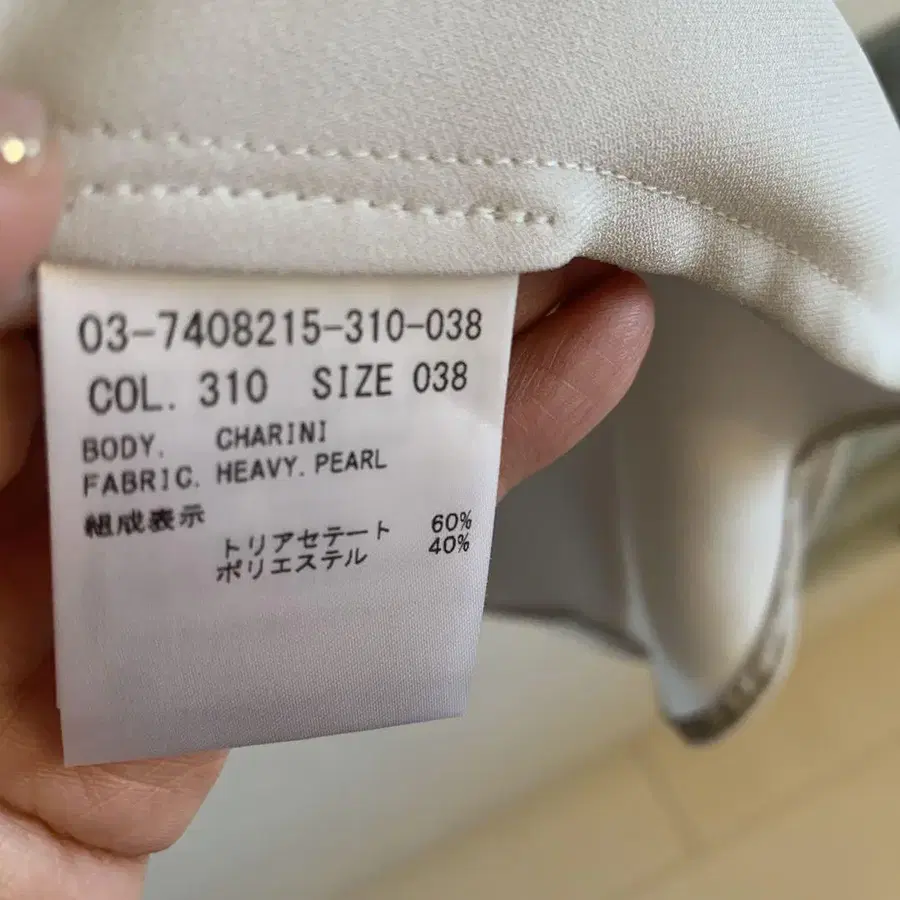 03-7408215-310-038
COL. 310 SIZE 038
BODY. CHARINI
FABRIC. HEAVY.PEARL
組成表示
トリアセテート 60%
ポリエステル 40%